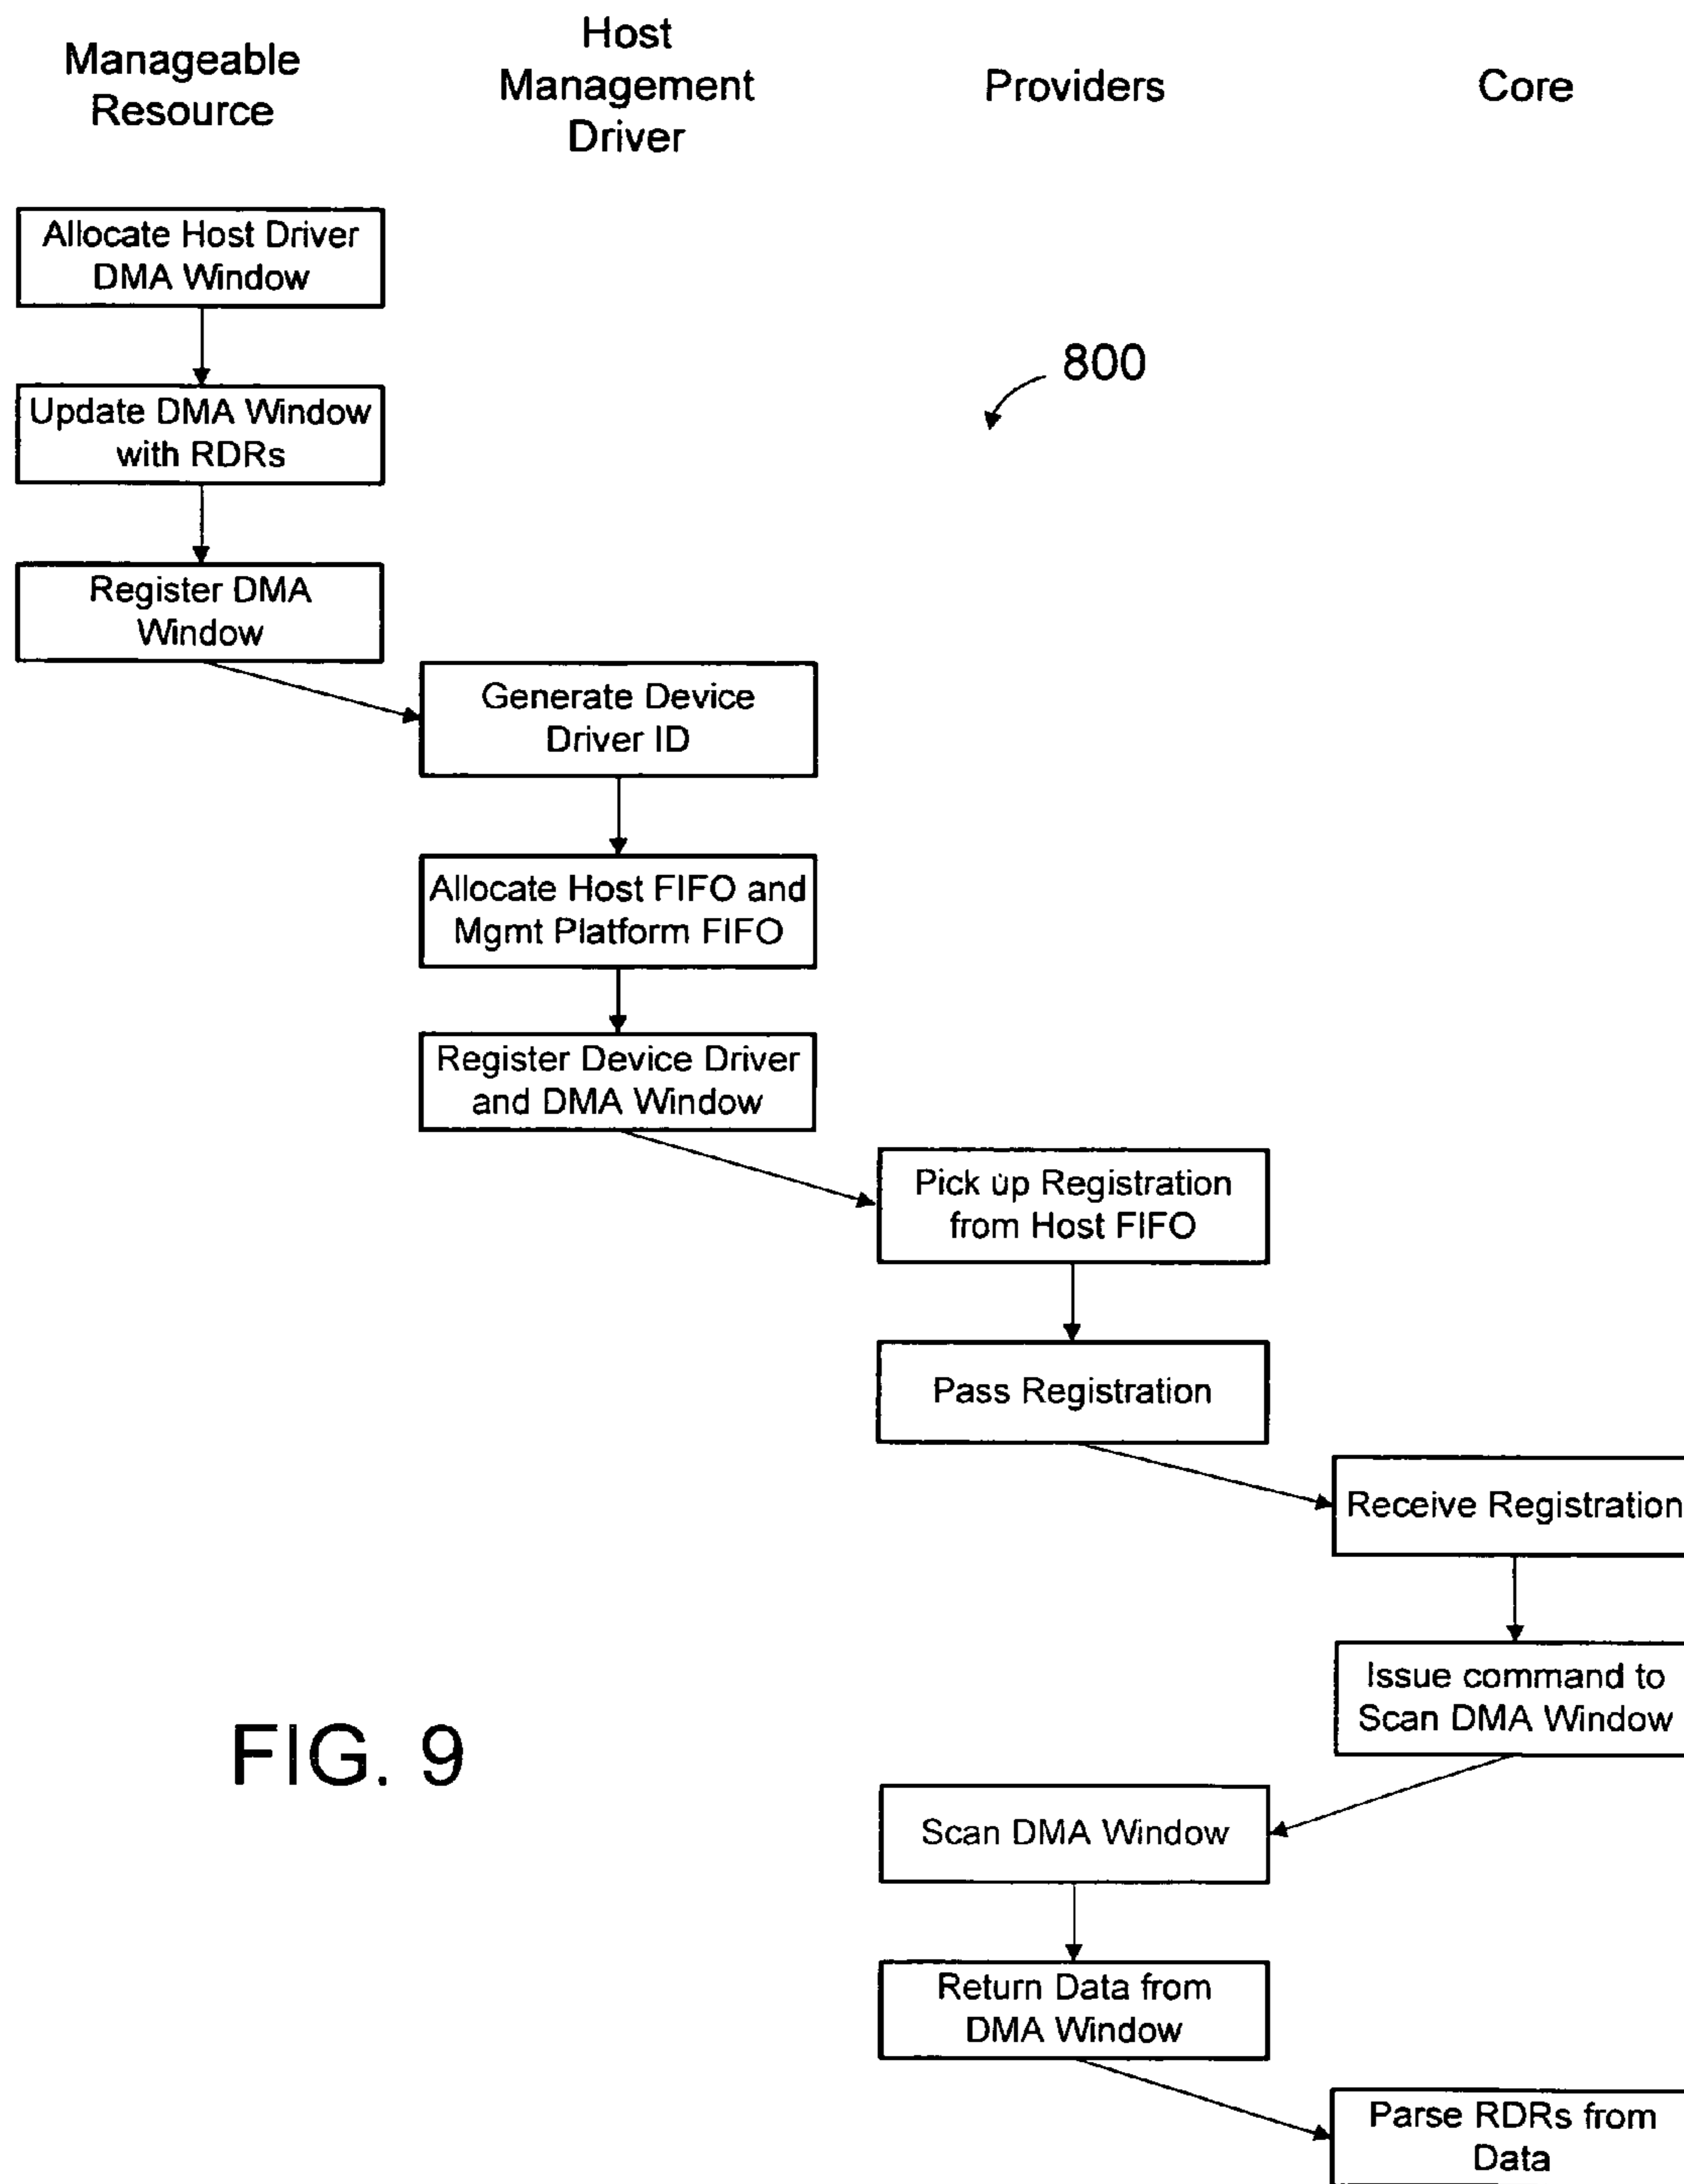 Manageable
Resource
Host
Management
Driver
Providers
Core
Allocate Host Driver
DMA Window
800
Update DMA Window
with RDRs
Register DMA
Window
Generate Device
Driver ID
Allocate Host FIFO and
Mgmt Platform FIFO
Register Device Driver
and DMA Window
Pick up Registration
from Host FIFO
Pass Registration
Receive Registration
Issue command to
Scan DMA Window
FIG. 9
Scan DMA Window
Return Data from
DMA Window
Parse RDRs from
Data